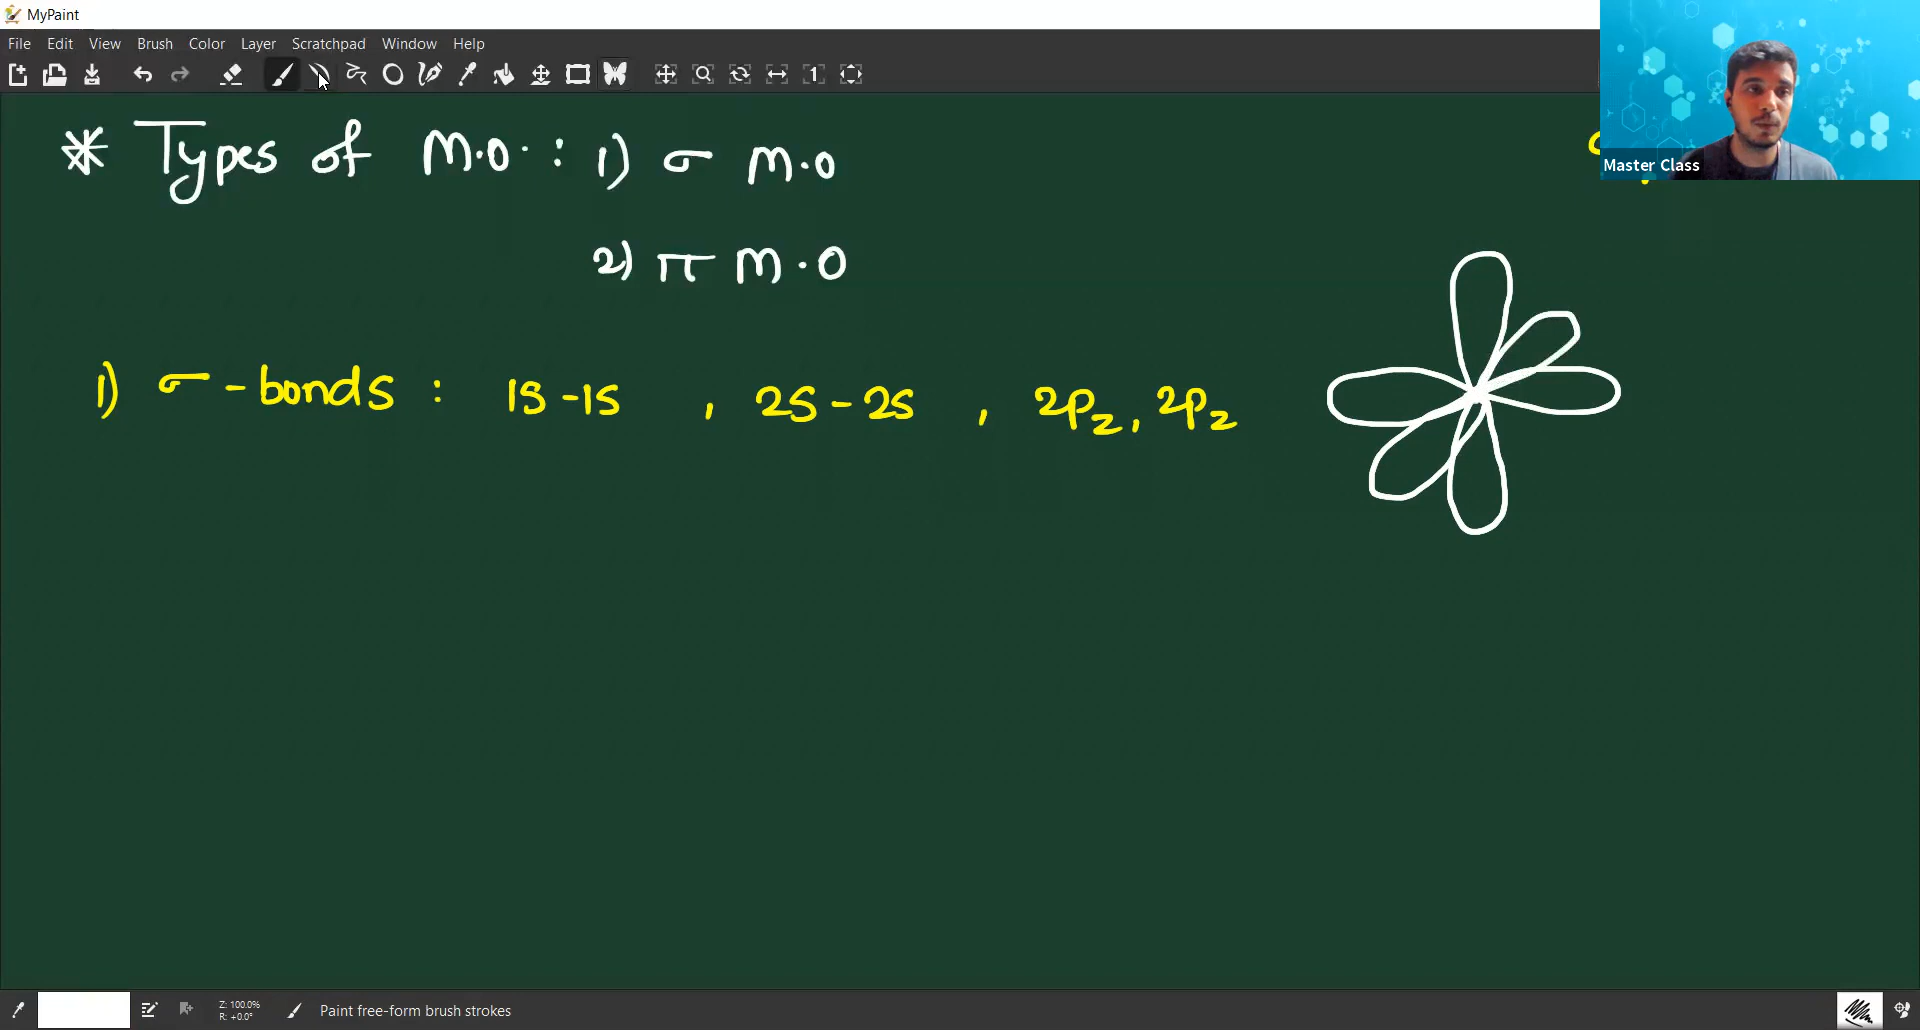 MyPaint
File Edit View Brush Color Layer Scratchpad Window Help
* Types of M.O. : 1) σ M.O
2) π M.O
Master Class
1) σ - bonds : 1S - 1S , 2S - 2S , 2Pz, 2Pz
Z: 100.0%
R: +0.0°
Paint free-form brush strokes